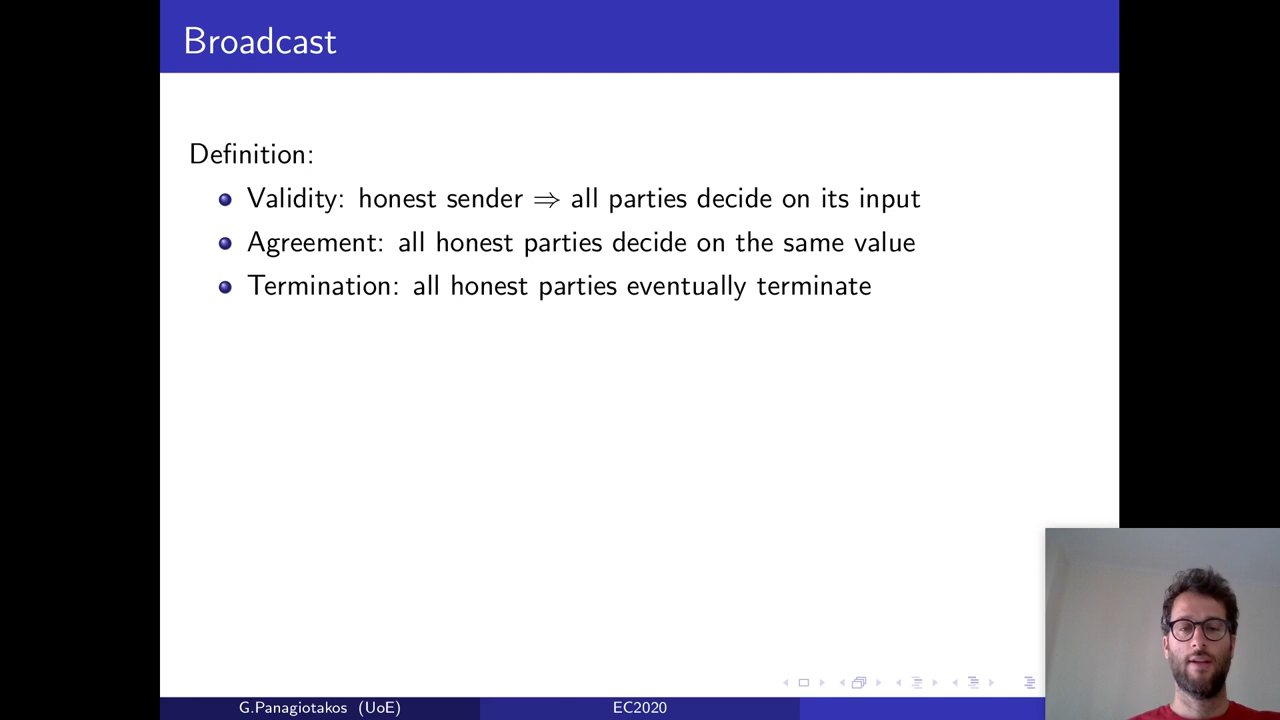 Broadcast
Definition:
Validity: honest sender ⇒ all parties decide on its input
Agreement: all honest parties decide on the same value
Termination: all honest parties eventually terminate
G.Panagiotakos (UoE)
EC2020